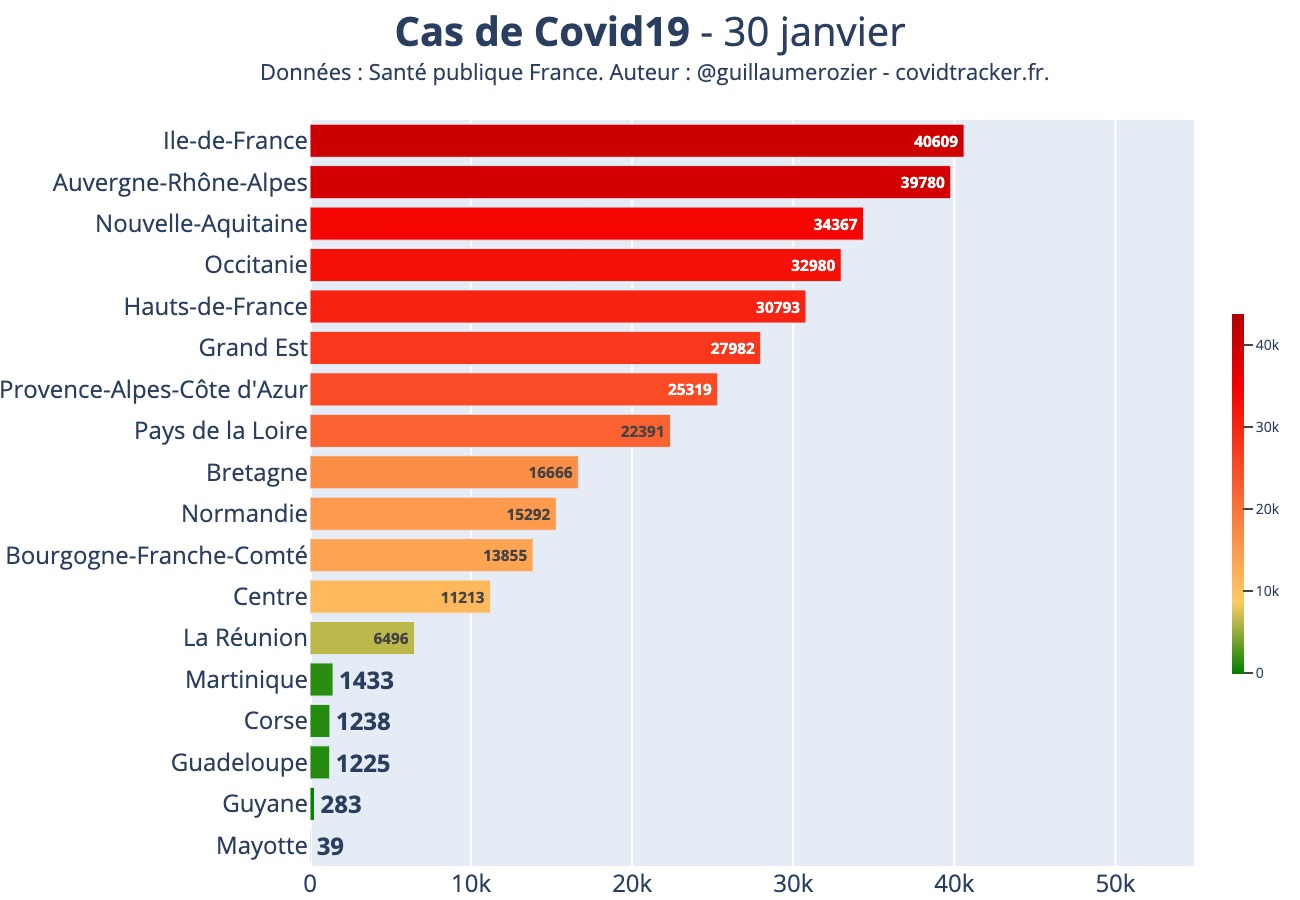 Cas de Covid19 - 30 janvier
Données : Santé publique France. Auteur : @guillaumerozier - covidtracker.fr.
Ile-de-France 40609
Auvergne-Rhône-Alpes 39780
Nouvelle-Aquitaine 34367
Occitanie 32980
Hauts-de-France 30793
Grand Est 27982
Provence-Alpes-Côte d'Azur 25319
Pays de la Loire 22391
Bretagne 16666
Normandie 15292
Bourgogne-Franche-Comté 13855
Centre 11213
La Réunion 6496
Martinique 1433
Corse 1238
Guadeloupe 1225
Guyane 283
Mayotte 39
0 10k 20k 30k 40k 50k
40k
30k
20k
10k
0